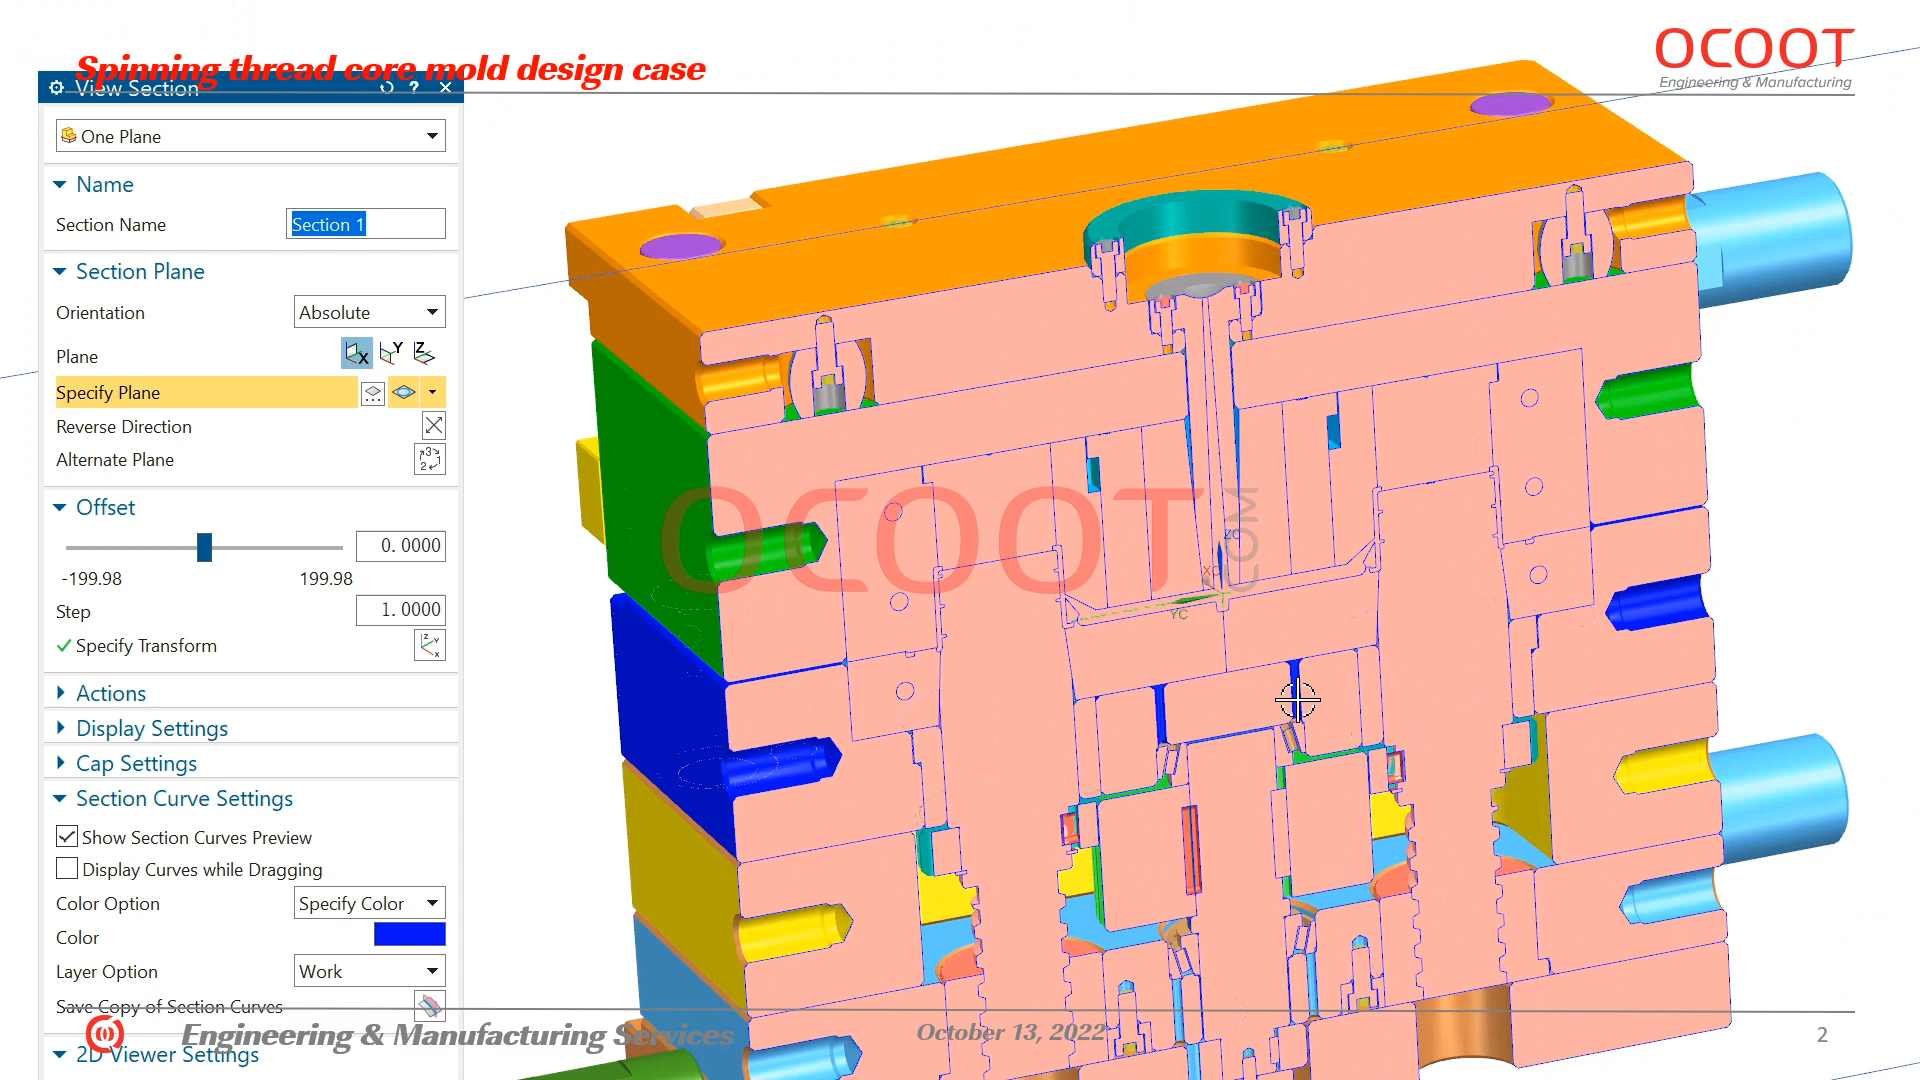 Spinning thread core mold design case
OCOOT
Engineering & Manufacturing
View Section
?
One Plane
Name
Section Name
Section 1
Section Plane
Orientation
Absolute
Plane
X
Y
Z
Specify Plane
Reverse Direction
Alternate Plane
Offset
0.0000
-199.98
199.98
Step
1.0000
Specify Transform
Actions
Display Settings
Cap Settings
Section Curve Settings
Show Section Curves Preview
Display Curves while Dragging
Color Option
Specify Color
Color
Layer Option
Work
Save Copy of Section Curves
2D Viewer Settings
OCOOT
.COM
ZC
XC
YC
Engineering & Manufacturing Services
October 13, 2022
2